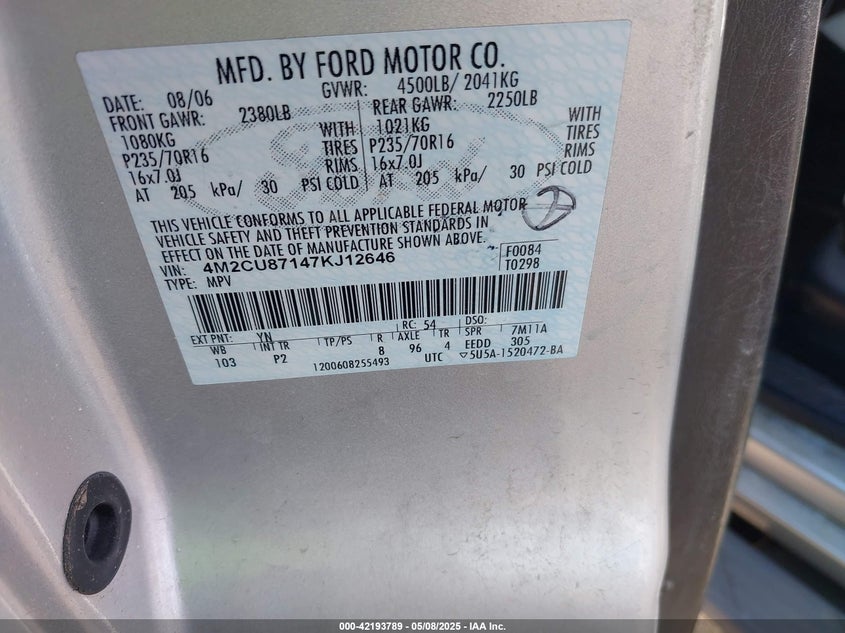 MFD. BY FORD MOTOR CO.
DATE: 08/06 GVWR: 4500LB/ 2041KG
FRONT GAWR: 2380LB REAR GAWR: 2250LB
1080KG WITH 1021KG WITH
P235/70R16 TIRES P235/70R16 TIRES
16x7.0J RIMS 16x7.0J RIMS
AT 205 kPa/ 30 PSI COLD AT 205 kPa/ 30 PSI COLD
THIS VEHICLE CONFORMS TO ALL APPLICABLE FEDERAL MOTOR
VEHICLE SAFETY AND THEFT PREVENTION STANDARDS IN
EFFECT ON THE DATE OF MANUFACTURE SHOWN ABOVE.
VIN: 4M2CU87147KJ12646 F0084
TYPE: MPV T0298
EXT PNT: YN RC: 54 DSO:
WB INT TR TP/PS R AXLE TR SPR 7M11A
103 P2 8 96 4 EEDD 305
1200608255493 UTC ▽5U5A-1520472-BA
Ford
000-42193789 - 05/08/2025 - IAA Inc.